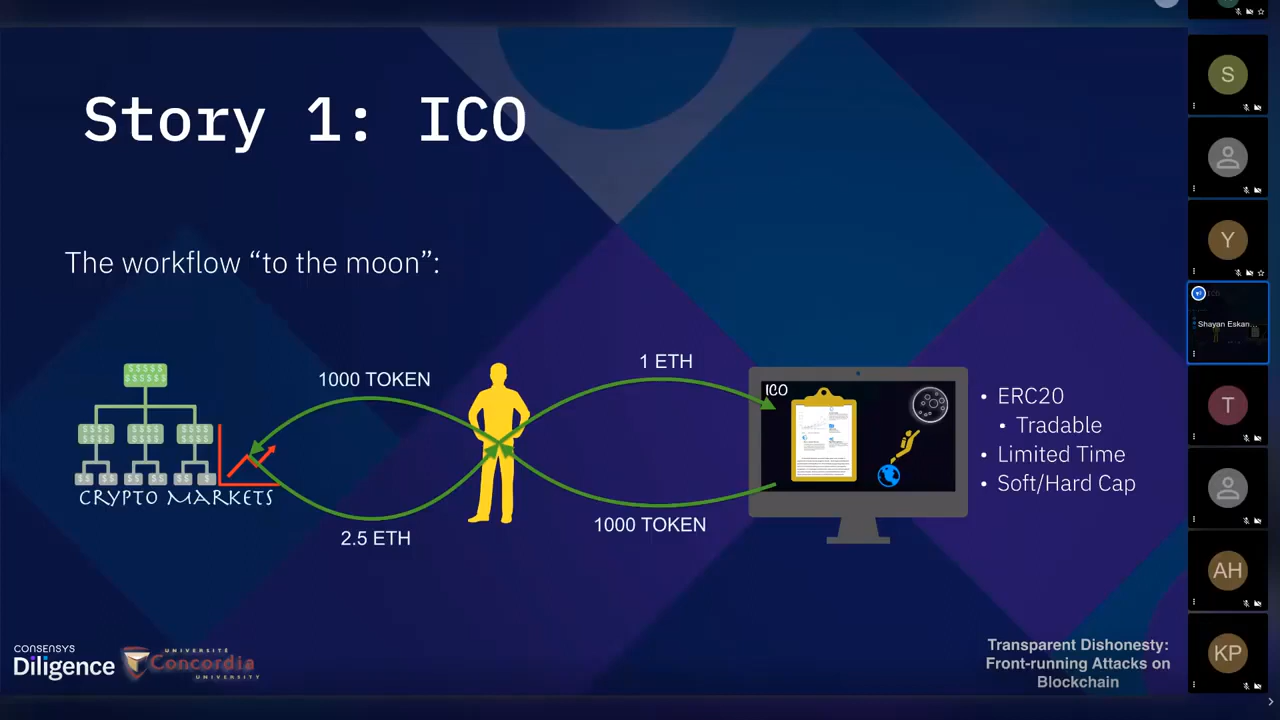 Story 1: ICO
The workflow “to the moon”:
1000 TOKEN
1 ETH
ICO
$$$$$
$$$$$$
CRYPTO MARKETS
2.5 ETH
1000 TOKEN
• ERC20
• Tradable
• Limited Time
• Soft/Hard Cap
CONSENSYS
Diligence
UNIVERSITÉ
Concordia
UNIVERSITY
Transparent Dishonesty:
Front-running Attacks on
Blockchain
S
Y
Shayan Eskan...
T
AH
KP